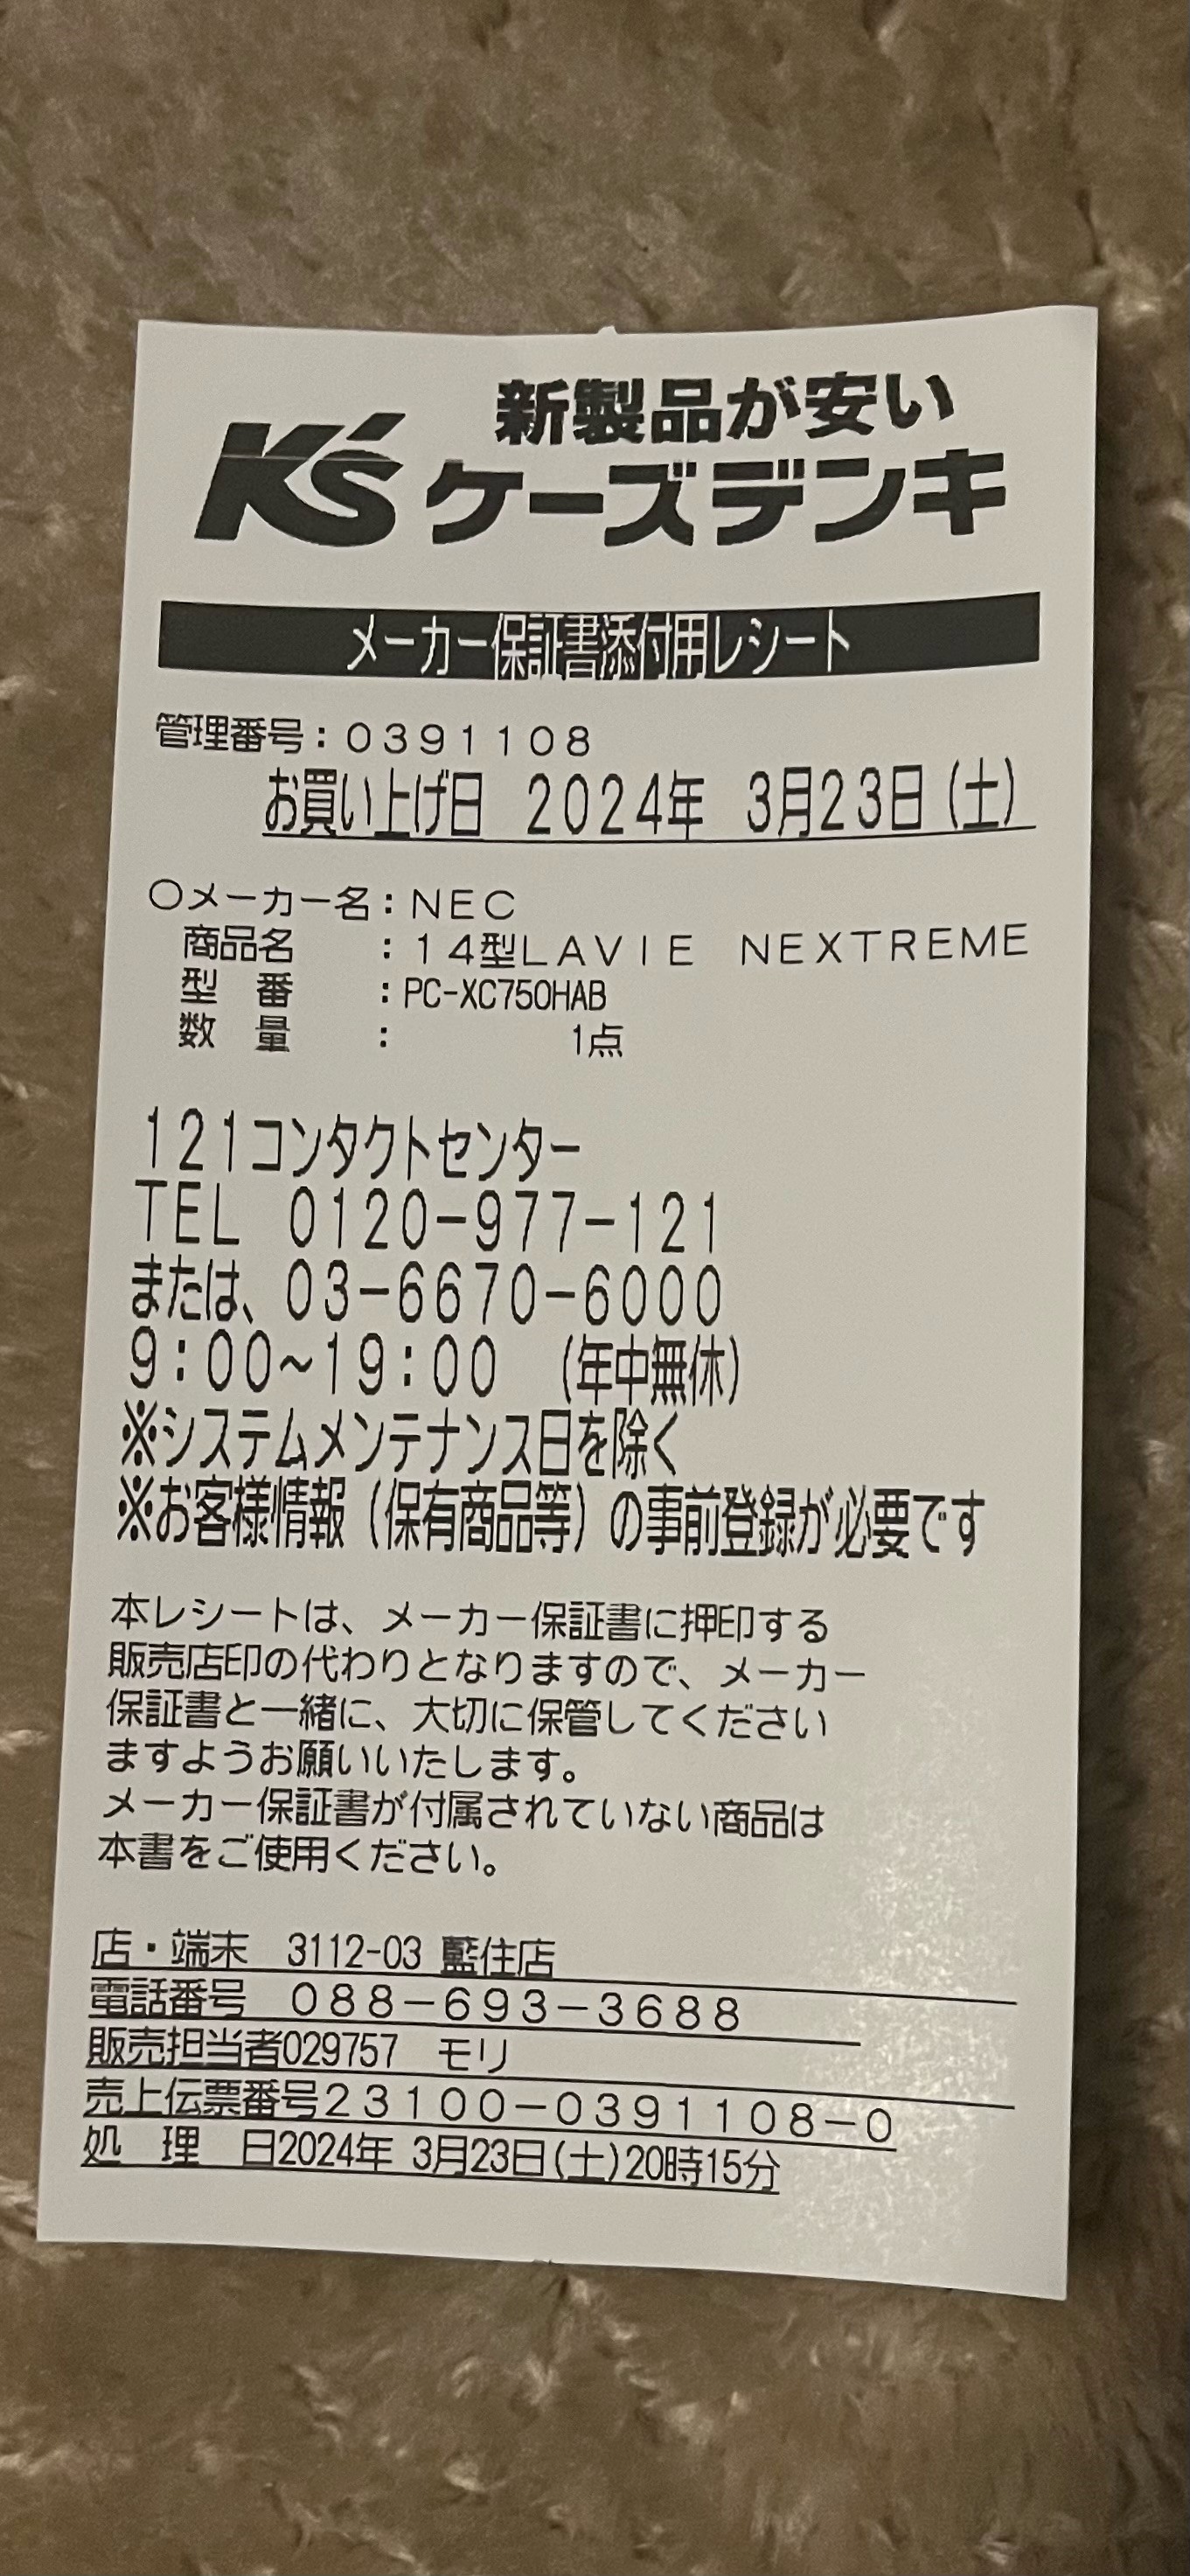 新製品が安い
K's ケーズデンキ
メーカー保証書添付用レシート
管理番号：０３９１１０８
お買い上げ日　２０２４年　３月２３日（土）
○メーカー名：ＮＥＣ
商品名　　：１４型ＬＡＶＩＥ　ＮＥＸＴＲＥＭＥ
型　番　　：PC-XC750HAB
数　量　　：　　　　　1点
１２１コンタクトセンター
ＴＥＬ　０１２０－９７７－１２１
または、０３－６６７０－６０００
９：００～１９：００　（年中無休）
※システムメンテナンス日を除く
※お客様情報（保有商品等）の事前登録が必要です
本レシートは、メーカー保証書に押印する
販売店印の代わりとなりますので、メーカー
保証書と一緒に、大切に保管してください
ますようお願いいたします。
メーカー保証書が付属されていない商品は
本書をご使用ください。
店・端末　3112-03 藍住店
電話番号　０８８－６９３－３６８８
販売担当者029757　モリ
売上伝票番号２３１００－０３９１１０８－０
処　理　日2024年 3月23日(土)20時15分